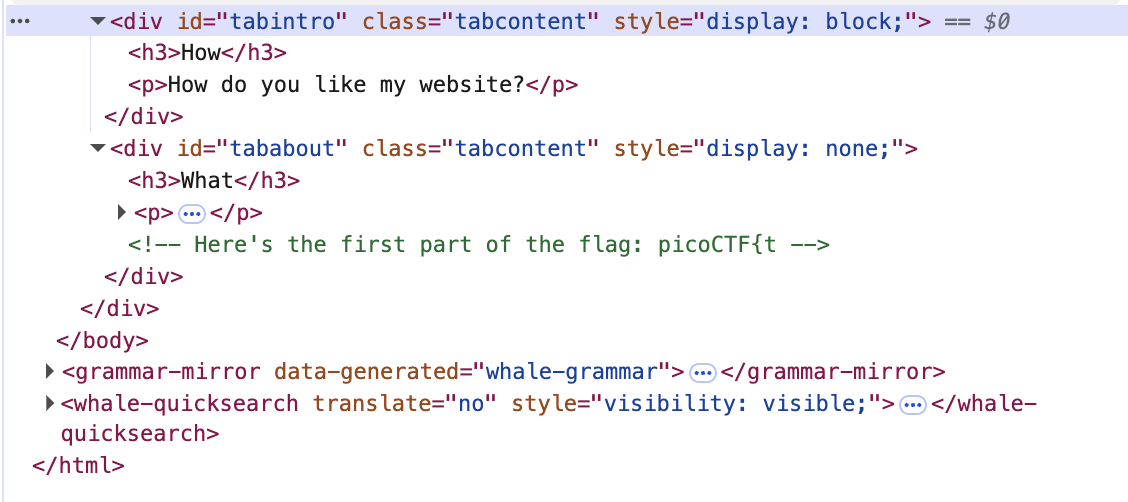 <div id="tabintro" class="tabcontent" style="display: block;"> == $0
<h3>How</h3>
<p>How do you like my website?</p>
</div>
<div id="tababout" class="tabcontent" style="display: none;">
<h3>What</h3>
<p>…</p>
<!-- Here's the first part of the flag: picoCTF{t -->
</div>
</div>
</body>
<grammar-mirror data-generated="whale-grammar">…</grammar-mirror>
<whale-quicksearch translate="no" style="visibility: visible;">…</whale-
quicksearch>
</html>